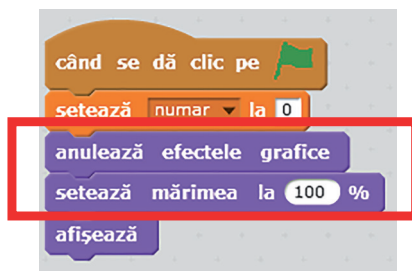 când se dă clic pe
setează numar la 0
anulează efectele grafice
setează mărimea la 100 %
afişează